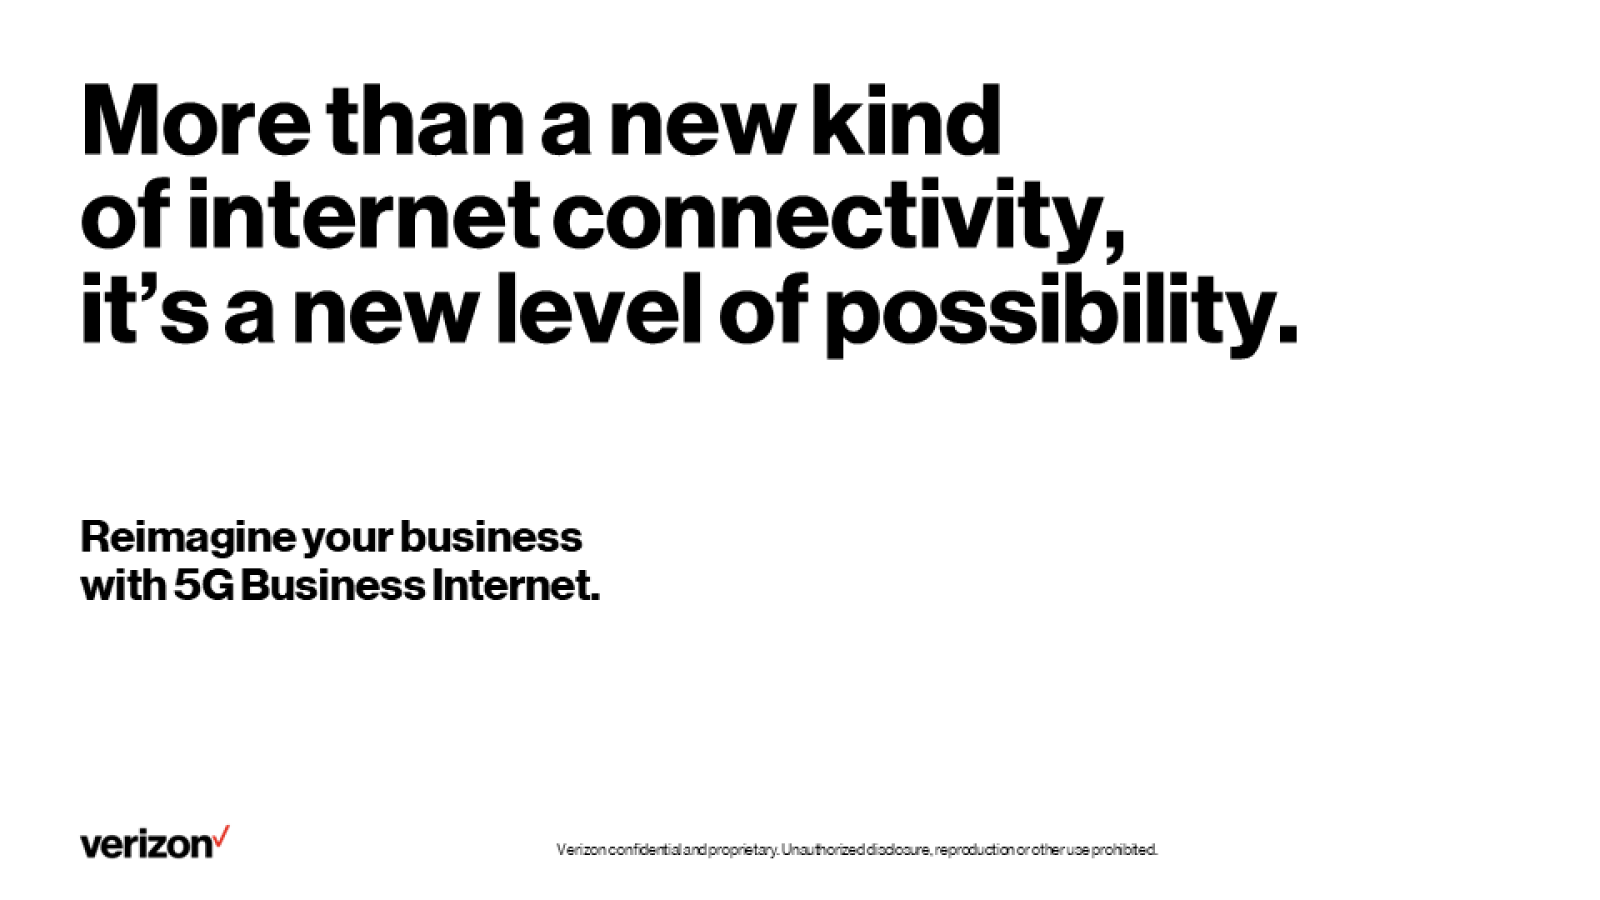 More than a new kind
of internet connectivity,
it’s a new level of possibility.
Reimagine your business
with 5G Business Internet.
verizon
Verizon confidential and proprietary. Unauthorized disclosure, reproduction or other use prohibited.